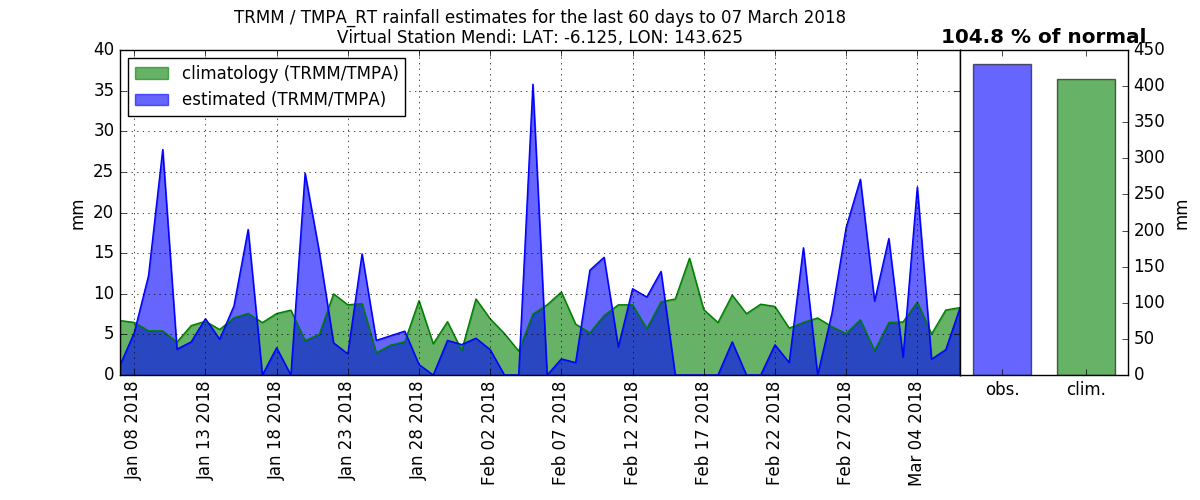 TRMM / TMPA_RT rainfall estimates for the last 60 days to 07 March 2018
Virtual Station Mendi: LAT: -6.125, LON: 143.625
104.8 % of normal
climatology (TRMM/TMPA)
estimated (TRMM/TMPA)
40
35
30
25
20
15
10
5
0
mm
Jan 08 2018
Jan 13 2018
Jan 18 2018
Jan 23 2018
Jan 28 2018
Feb 02 2018
Feb 07 2018
Feb 12 2018
Feb 17 2018
Feb 22 2018
Feb 27 2018
Mar 04 2018
obs.
clim.
450
400
350
300
250
200
150
100
50
0
mm